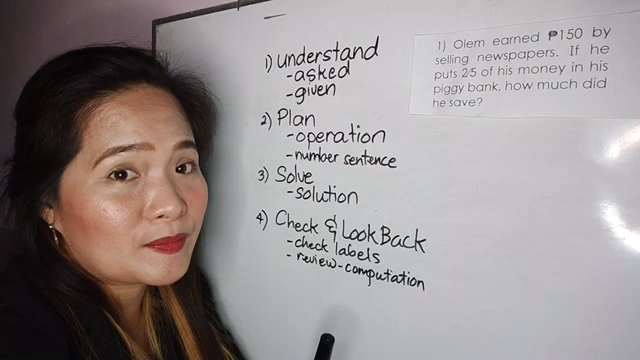 1) Understand
-asked
-given
2) Plan
-operation
-number sentence
3) Solve
-solution
4) Check & Look Back
-check labels
-review-computation
1) Olem earned ₱150 by
selling newspapers. If he
puts 2⁄5 of his money in his
piggy bank, how much did
he save?